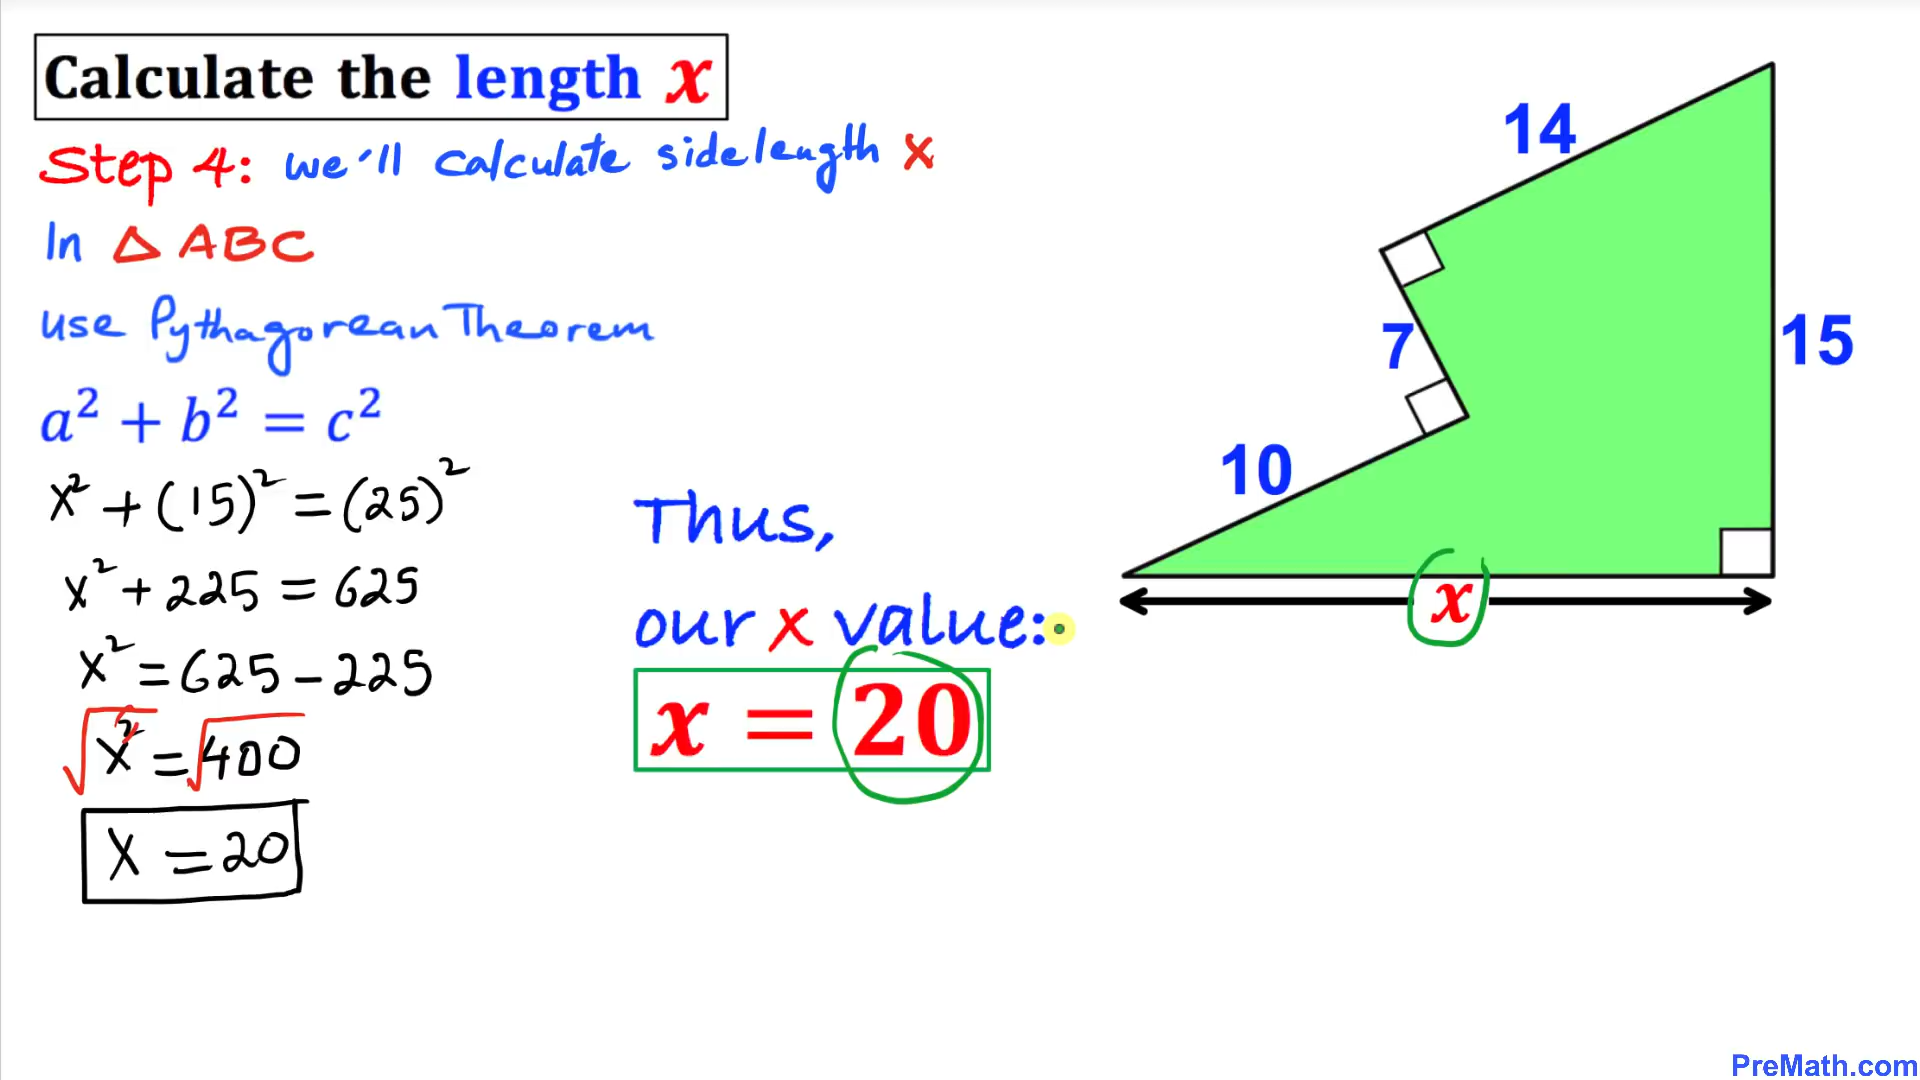 Calculate the length x
Step 4: we'll calculate sidelength x
In △ ABC
use Pythagorean Theorem
a² + b² = c²
x² + (15)² = (25)²
x² + 225 = 625
x² = 625 - 225
√x² = √400
x = 20
Thus,
our x value:
x = 20
14
7
15
10
x
PreMath.com